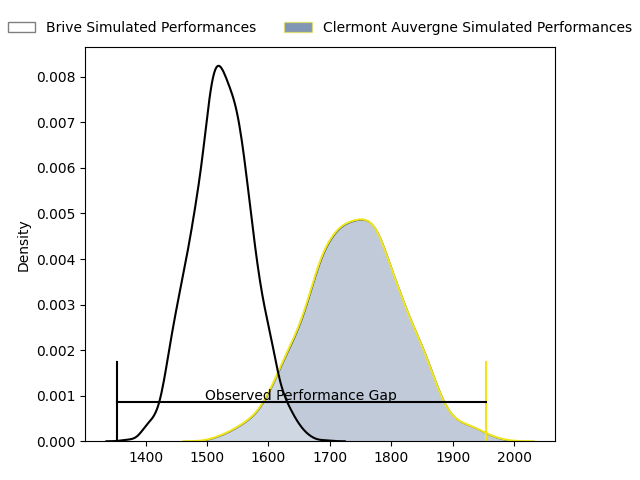 Brive Simulated Performances Clermont Auvergne Simulated Performances
0.008
0.007
0.006
0.005
0.004
0.003
0.002
0.001
0.000
Density
Observed Performance Gap
1400 1500 1600 1700 1800 1900 2000